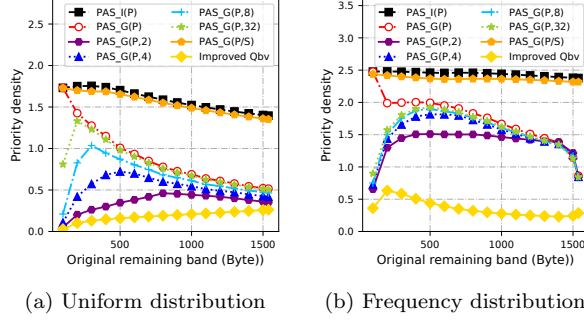 PAS_I(P)
PAS_G(P)
PAS_G(P,2)
PAS_G(P,4)
PAS_G(P,8)
PAS_G(P,32)
PAS_G(P/S)
Improved Qbv
2.5
2.0
1.5
1.0
0.5
0.0
Priority density
500
1000
1500
Original remaining band (Byte))
(a) Uniform distribution
PAS_I(P)
PAS_G(P)
PAS_G(P,2)
PAS_G(P,4)
PAS_G(P,8)
PAS_G(P,32)
PAS_G(P/S)
Improved Qbv
3.5
3.0
2.5
2.0
1.5
1.0
0.5
0.0
Priority density
500
1000
1500
Original remaining band (Byte))
(b) Frequency distribution